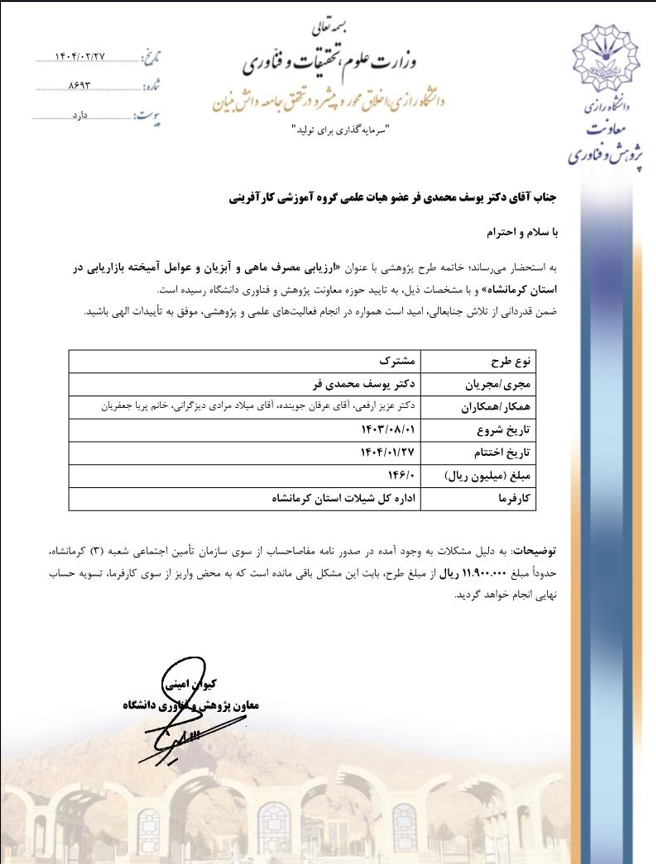 بسمه تعالی
وزارت علوم، تحقیقات و فنّاوری
دانشگاه رازی، اخلاق محور و پیشرو در تحقق جامعه دانش بنیان
"سرمایه‌گذاری برای تولید"
تاریخ: ۱۴۰۴/۰۲/۲۷
شماره: ۸۶۹۳
پیوست: دارد
دانشگاه رازی
معاونت
پژوهش و فناوری
جناب آقای دکتر یوسف محمدی فر عضو هیات علمی گروه آموزشی کارآفرینی
با سلام و احترام
به استحضار می‌رساند؛ خاتمه طرح پژوهشی با عنوان «ارزیابی مصرف ماهی و آبزیان و عوامل آمیخته بازاریابی در
استان کرمانشاه» و با مشخصات ذیل، به تایید حوزه معاونت پژوهش و فناوری دانشگاه رسیده است.
ضمن قدردانی از تلاش جنابعالی، امید است همواره در انجام فعالیت‌های علمی و پژوهشی، موفق به تأییدات الهی باشید.
نوع طرح مشترک
مجری/مجریان دکتر یوسف محمدی فر
همکار/همکاران دکتر عزیز ارفعی، آقای عرفان جوینده، آقای میلاد مرادی دیزگرانی، خانم پریا جعفریان
تاریخ شروع ۱۴۰۳/۰۸/۰۱
تاریخ اختتام ۱۴۰۴/۰۱/۲۷
مبلغ (میلیون ریال) ۱۴۶/۰
کارفرما اداره کل شیلات استان کرمانشاه
توضیحات: به دلیل مشکلات به وجود آمده در صدور نامه مفاصاحساب از سوی سازمان تأمین اجتماعی شعبه (۳) کرمانشاه،
حدوداً مبلغ ۱۱.۹۰۰.۰۰۰ ریال از مبلغ طرح، بابت این مشکل باقی مانده است که به محض واریز از سوی کارفرما، تسویه حساب
نهایی انجام خواهد گردید.
کیوان امینی
معاون پژوهش و فناوری دانشگاه